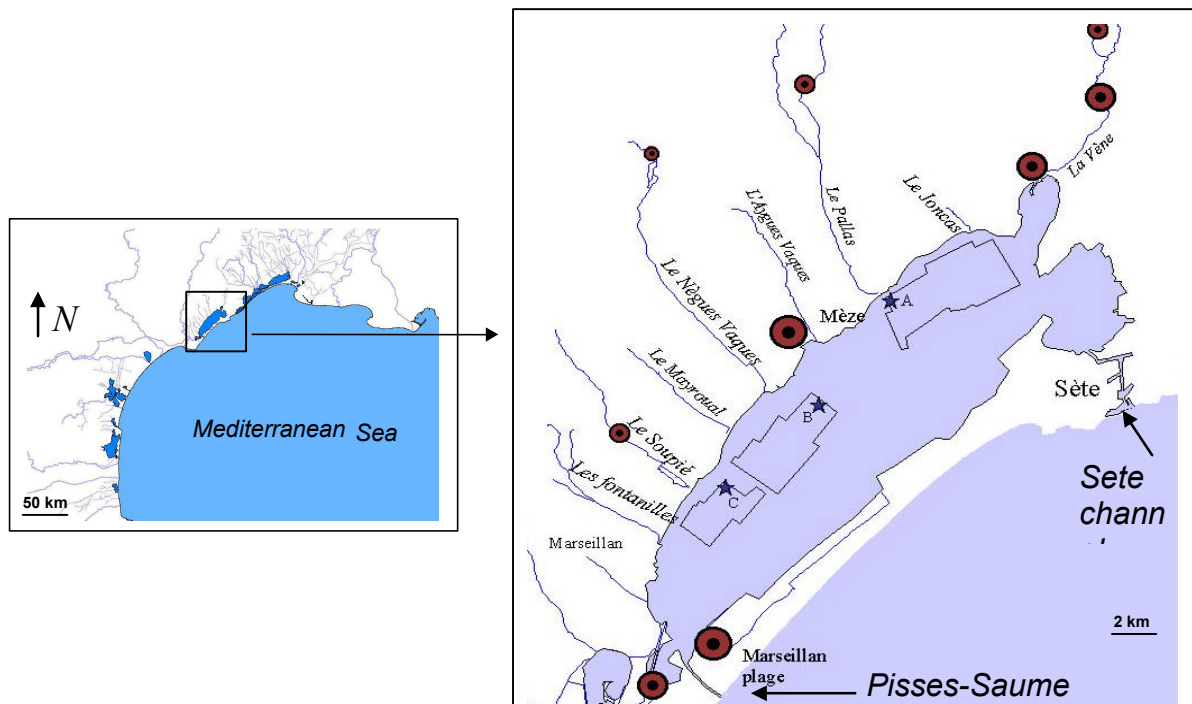 N
Mediterranean Sea
50 km
La Vène
Le Joncas
Le Pallas
L'Aygues Vaques
Le Nègues Vaques
A
Mèze
Le Mayroual
B
Sète
Le Soupié
C
Les fontanilles
Sete
chann
Marseillan
2 km
Marseillan
plage
Pisses-Saume